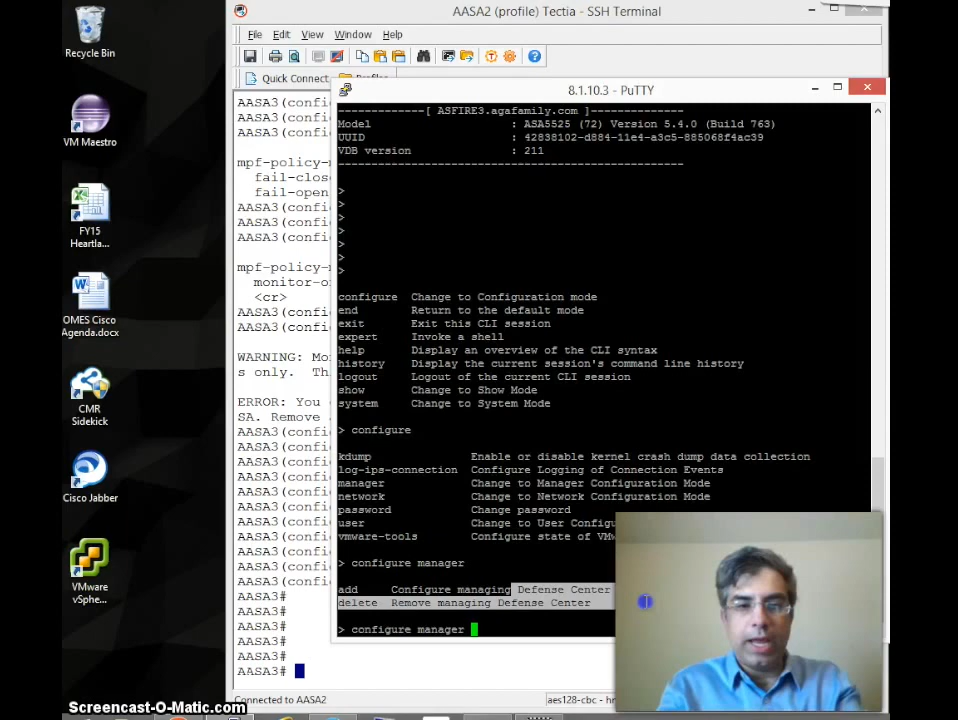 Recycle Bin
VM Maestro
FY15
Heartla...
OMES Cisco
Agenda.docx
CMR
Sidekick
Cisco Jabber
VMware
vSphe...
AASA2 (profile) Tectia - SSH Terminal
File Edit View Window Help
Quick Connect Profiles
AASA3(confi
AASA3(confi
AASA3(confi
mpf-policy-m
fail-clos
fail-open
AASA3(confi
AASA3(confi
AASA3(confi
mpf-policy-m
monitor-o
<cr>
AASA3(confi
AASA3(confi
WARNING: Mo
s only. Th
ERROR: You
SA. Remove
AASA3(confi
AASA3(confi
AASA3(confi
AASA3(confi
AASA3(confi
AASA3(confi
AASA3(confi
AASA3(confi
AASA3(confi
AASA3(confi
AASA3(confi
AASA3#
AASA3#
AASA3#
AASA3#
AASA3#
AASA3#
Connected to AASA2
aes128-cbc -
8.1.10.3 - PuTTY
-------------[ ASFIRE3.agafamily.com ]--------------
Model : ASA5525 (72) Version 5.4.0 (Build 763)
UUID : 42838102-d884-11e4-a3c5-885068f4ac39
VDB version : 211
----------------------------------------------------
>
>
>
>
>
>
>
configure Change to Configuration mode
end Return to the default mode
exit Exit this CLI session
expert Invoke a shell
help Display an overview of the CLI syntax
history Display the current session's command line history
logout Logout of the current CLI session
show Change to Show Mode
system Change to System Mode
> configure
kdump Enable or disable kernel crash dump data collection
log-ips-connection Configure Logging of Connection Events
manager Change to Manager Configuration Mode
network Change to Network Configuration Mode
password Change password
user Change to User Configu
vmware-tools Configure state of VMw
> configure manager
add Configure managing Defense Center
delete Remove managing Defense Center
> configure manager
Screencast-O-Matic.com